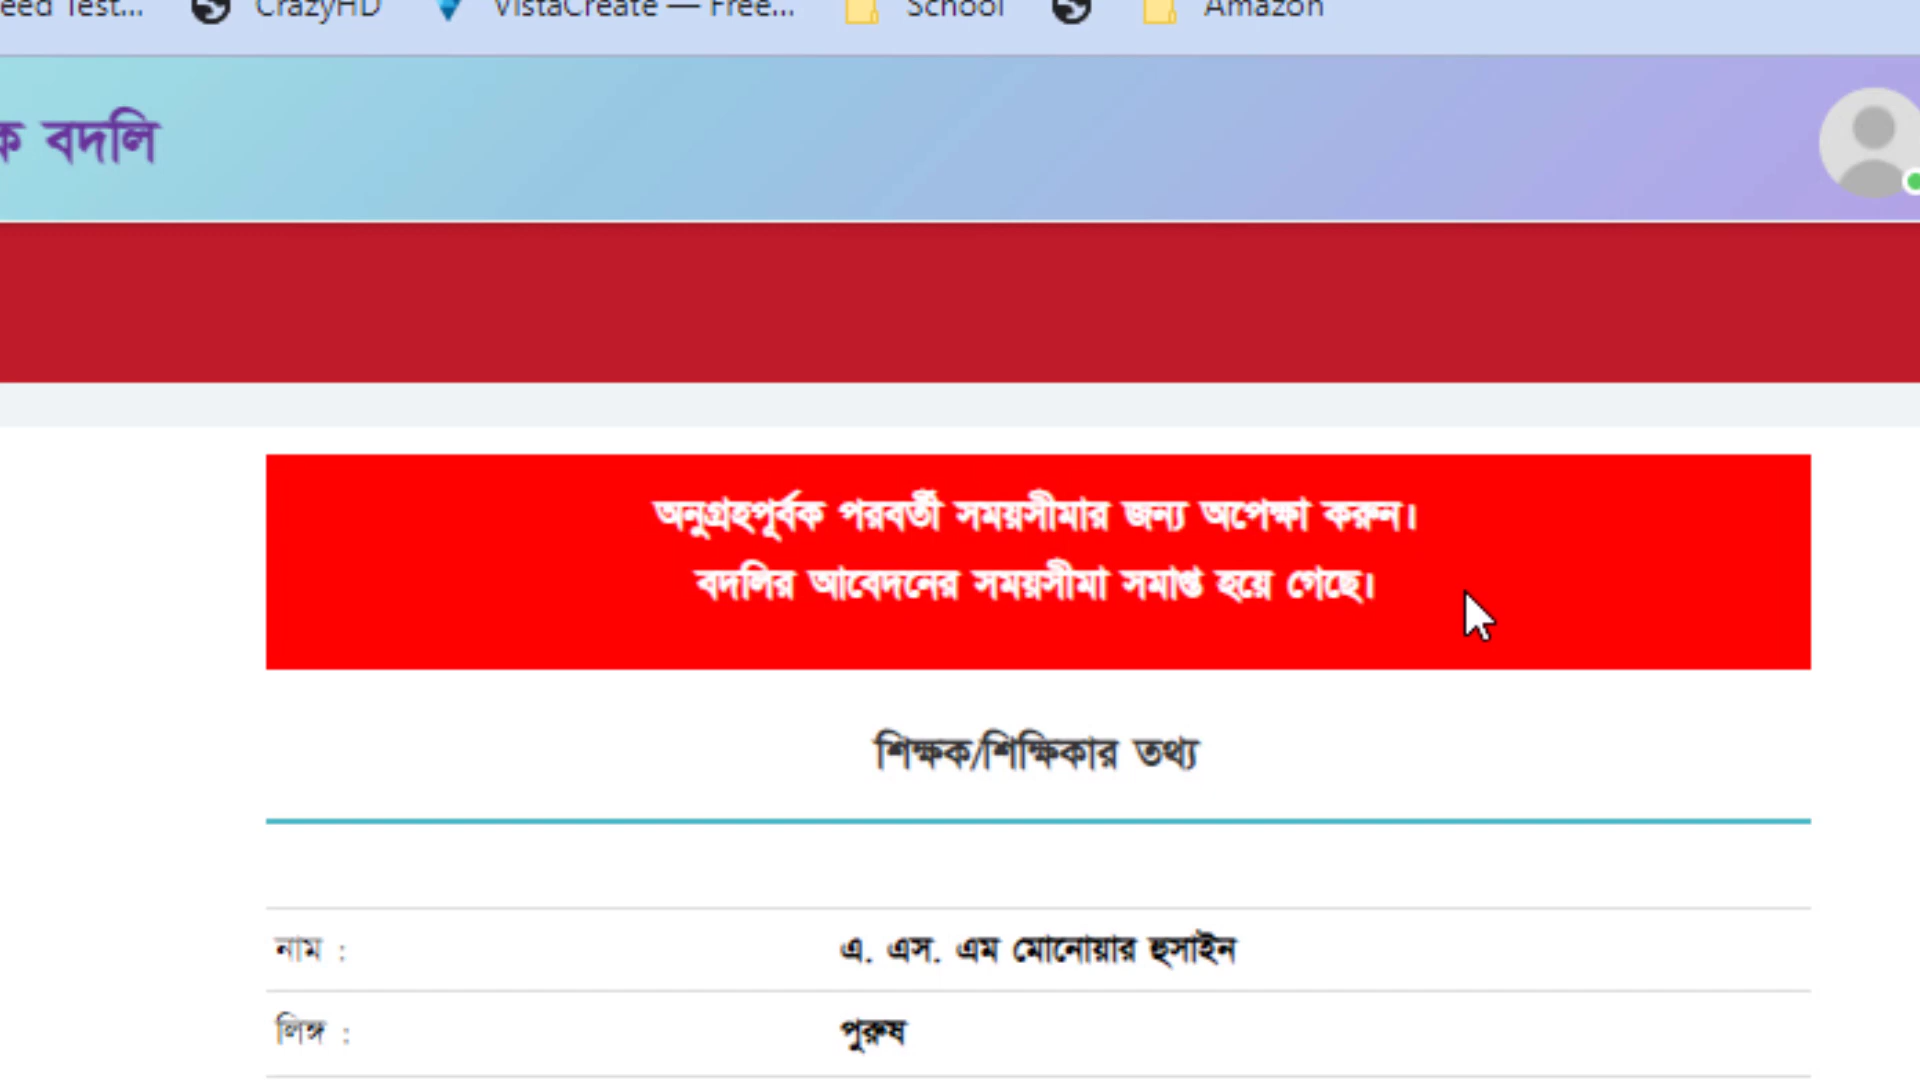 Test... CrazyHD VistaCreate — Free... School Amazon
বদলি
অনুগ্রহপূর্বক পরবর্তী সময়সীমার জন্য অপেক্ষা করুন।
বদলির আবেদনের সময়সীমা সমাপ্ত হয়ে গেছে।
শিক্ষক/শিক্ষিকার তথ্য
নাম : এ. এস. এম মোনোয়ার হুসাইন
লিঙ্গ : পুরুষ